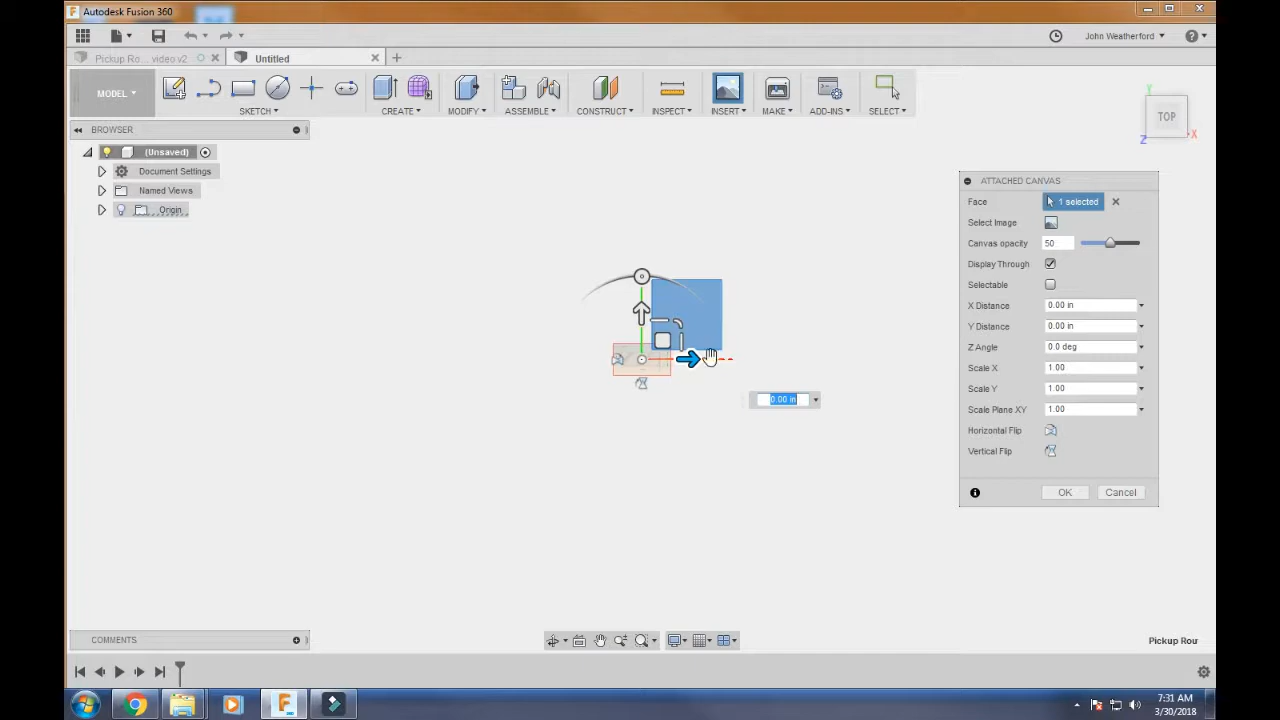 Autodesk Fusion 360
John Weatherford
Pickup Ro... video v2
Untitled
MODEL
SKETCH
CREATE
MODIFY
ASSEMBLE
CONSTRUCT
INSPECT
INSERT
MAKE
ADD-INS
SELECT
TOP
Y
X
Z
BROWSER
(Unsaved)
Document Settings
Named Views
Origin
ATTACHED CANVAS
Face 1 selected
Select Image
Canvas opacity 50
Display Through
Selectable
X Distance 0.00 in
Y Distance 0.00 in
Z Angle 0.0 deg
Scale X 1.00
Scale Y 1.00
Scale Plane XY 1.00
Horizontal Flip
Vertical Flip
OK Cancel
0.00 in
COMMENTS
Pickup Rour
7:31 AM
3/30/2018